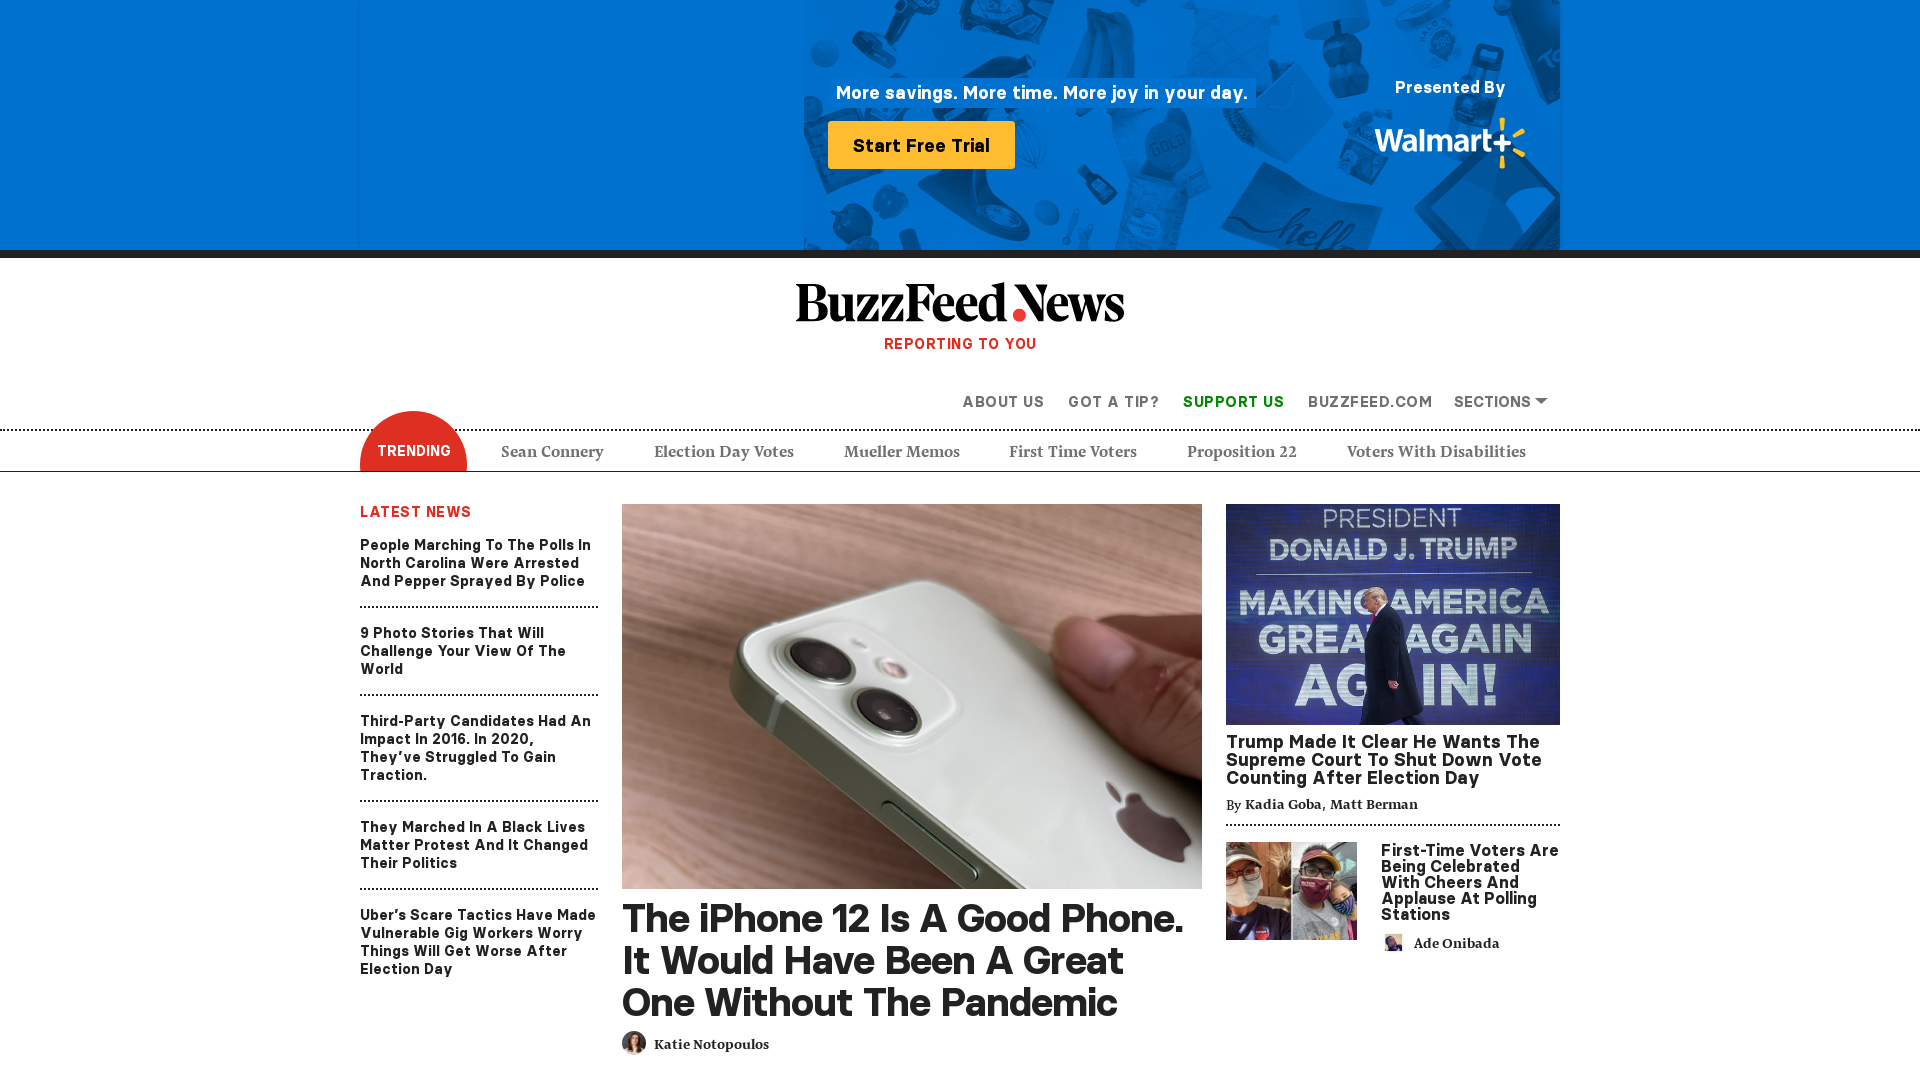 More savings. More time. More joy in your day.
Start Free Trial
Presented By
Walmart+
BuzzFeed News
REPORTING TO YOU
ABOUT US
GOT A TIP?
SUPPORT US
BUZZFEED.COM
SECTIONS
TRENDING
Sean Connery
Election Day Votes
Mueller Memos
First Time Voters
Proposition 22
Voters With Disabilities
LATEST NEWS
People Marching To The Polls In
North Carolina Were Arrested
And Pepper Sprayed By Police
9 Photo Stories That Will
Challenge Your View Of The
World
Third-Party Candidates Had An
Impact In 2016. In 2020,
They’ve Struggled To Gain
Traction.
They Marched In A Black Lives
Matter Protest And It Changed
Their Politics
Uber’s Scare Tactics Have Made
Vulnerable Gig Workers Worry
Things Will Get Worse After
Election Day
The iPhone 12 Is A Good Phone.
It Would Have Been A Great
One Without The Pandemic
Katie Notopoulos
PRESIDENT
DONALD J. TRUMP
MAKING AMERICA
GREAT AGAIN
AGAIN!
Trump Made It Clear He Wants The
Supreme Court To Shut Down Vote
Counting After Election Day
By Kadia Goba, Matt Berman
First-Time Voters Are
Being Celebrated
With Cheers And
Applause At Polling
Stations
Ade Onibada
hello
GOLD